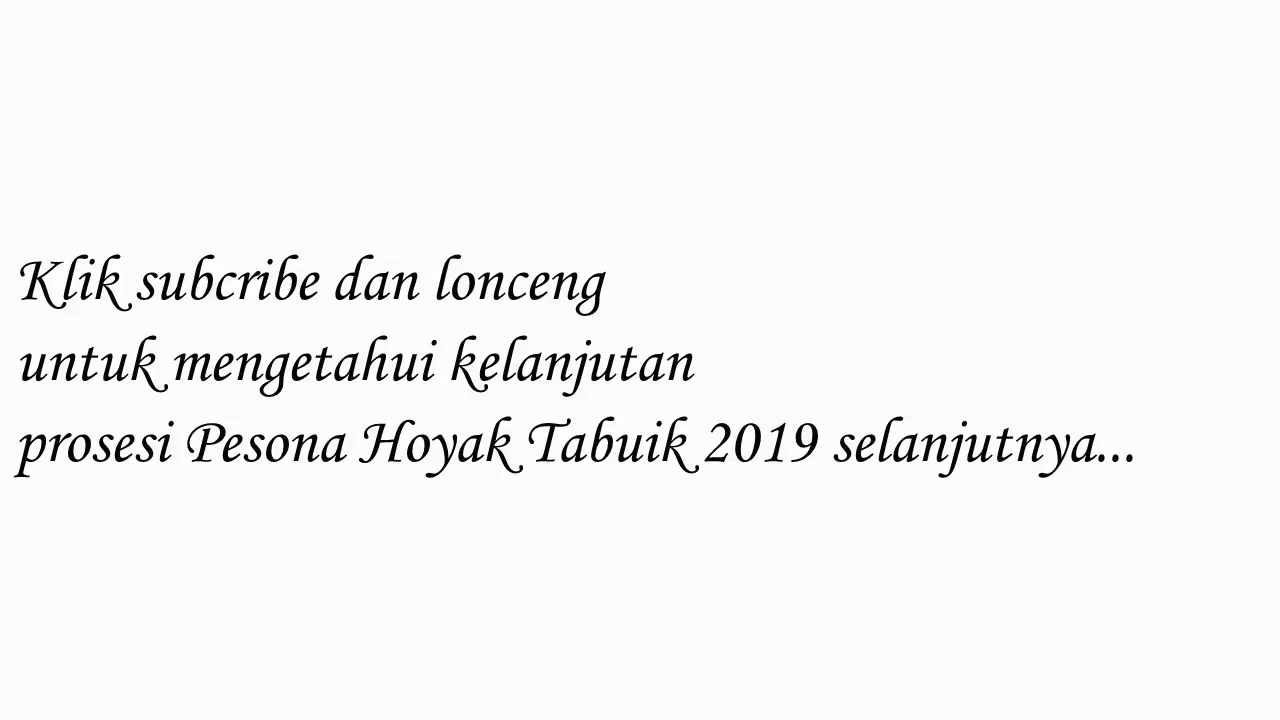 Klik subcribe dan lonceng
untuk mengetahui kelanjutan
prosesi Pesona Hoyak Tabuik 2019 selanjutnya...